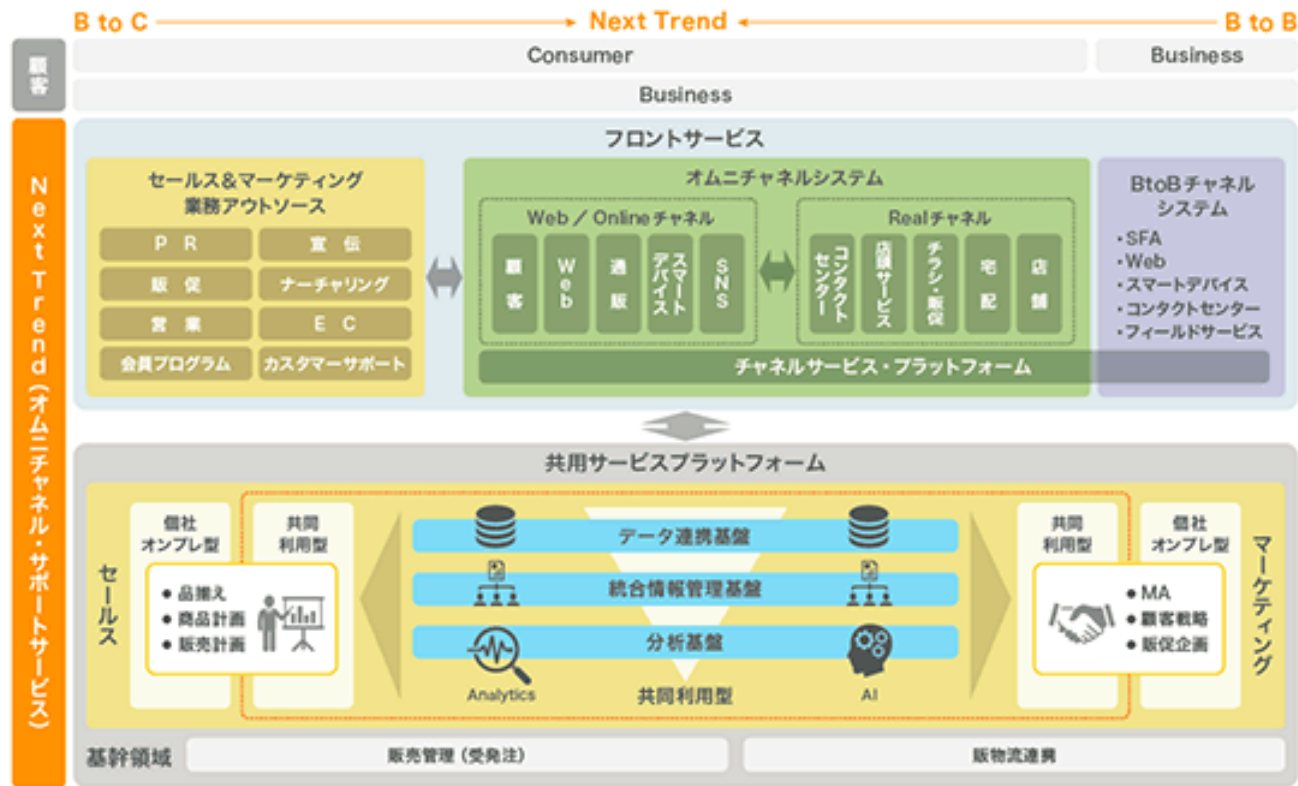 B to C
Next Trend
B to B
顧客
Consumer
Business
Business
Next Trend(オムニチャネル・サポートサービス)
フロントサービス
セールス&マーケティング
業務アウトソース
P R
宣 伝
販 促
ナーチャリング
営 業
E C
会員プログラム
カスタマーサポート
オムニチャネルシステム
Web/Onlineチャネル
顧客
Web
通販
スマート
デバイス
SNS
Realチャネル
コンタクト
センター
店頭サービス
チラシ・販促
宅配
店舗
チャネルサービス・プラットフォーム
BtoBチャネル
システム
・SFA
・Web
・スマートデバイス
・コンタクトセンター
・フィールドサービス
共用サービスプラットフォーム
セールス
個社
オンプレ型
共同
利用型
● 品揃え
● 商品計画
● 販売計画
データ連携基盤
統合情報管理基盤
分析基盤
Analytics
共同利用型
AI
共同
利用型
個社
オンプレ型
● MA
● 顧客戦略
● 販促企画
マーケティング
基幹領域
販売管理(受発注)
販物流連携